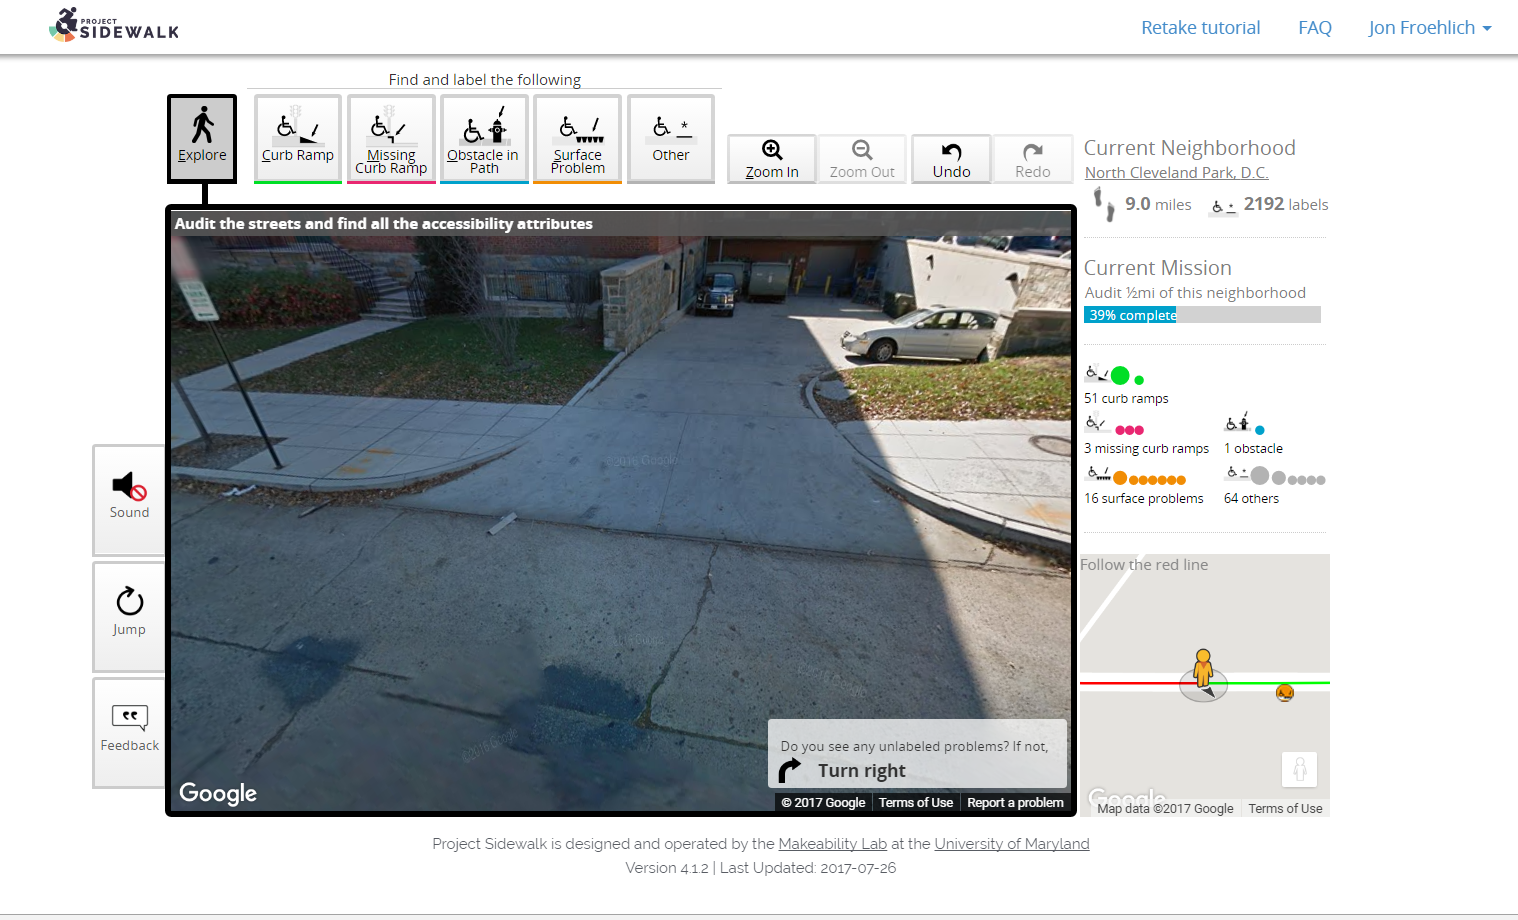 PROJECT
SIDEWALK
Retake tutorial
FAQ
Jon Froehlich
Find and label the following
Explore
Curb Ramp
Missing
Curb Ramp
Obstacle in
Path
Surface
Problem
Other
Zoom In
Zoom Out
Undo
Redo
Current Neighborhood
North Cleveland Park, D.C.
9.0 miles
2192 labels
Audit the streets and find all the accessibility attributes
Current Mission
Audit ½mi of this neighborhood
39% complete
51 curb ramps
3 missing curb ramps
1 obstacle
16 surface problems
64 others
Sound
Jump
Feedback
© 2016 Google
©2016 Google
Follow the red line
Do you see any unlabeled problems? If not,
Turn right
Google
© 2017 Google
Terms of Use
Report a problem
Google
Map data ©2017 Google
Terms of Use
Project Sidewalk is designed and operated by the Makeability Lab at the University of Maryland
Version 4.1.2 | Last Updated: 2017-07-26